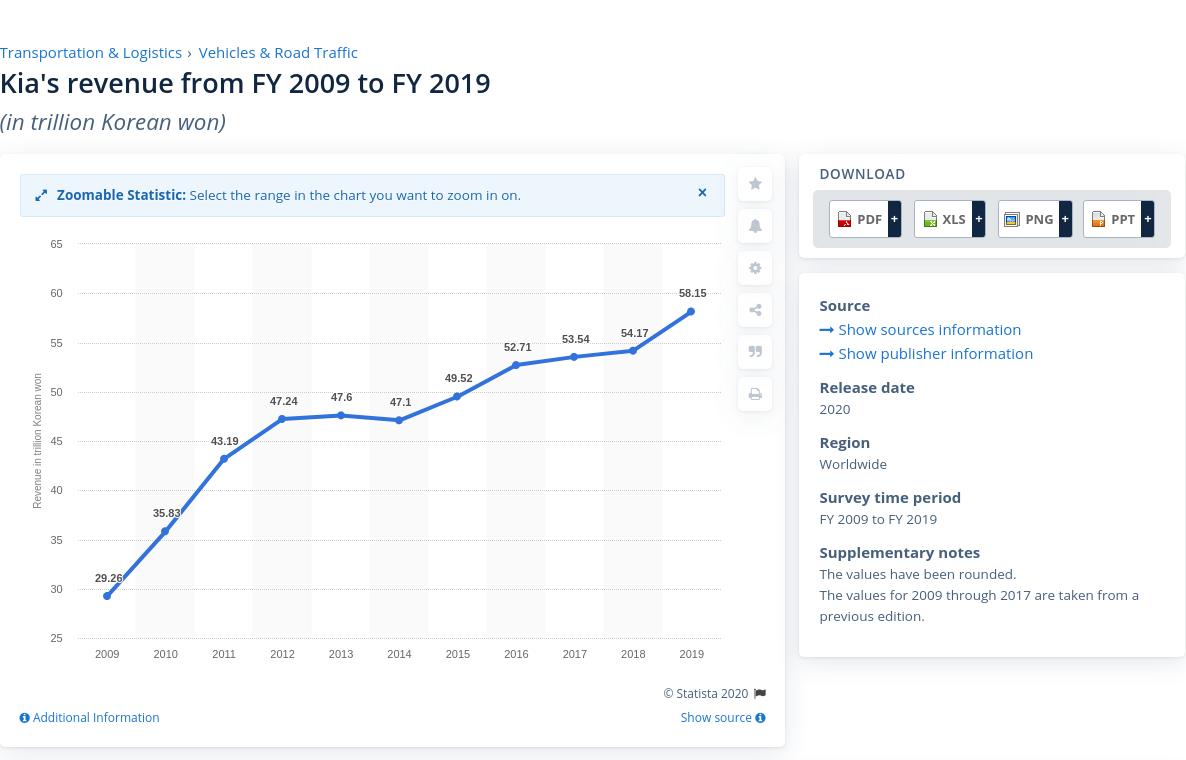 Transportation & Logistics › Vehicles & Road Traffic
Kia's revenue from FY 2009 to FY 2019
(in trillion Korean won)
Zoomable Statistic: Select the range in the chart you want to zoom in on. ×
65
60
55
50
45
40
35
30
25
Revenue in trillion Korean won
29.26
35.83
43.19
47.24
47.6
47.1
49.52
52.71
53.54
54.17
58.15
2009 2010 2011 2012 2013 2014 2015 2016 2017 2018 2019
© Statista 2020
Additional Information
Show source
DOWNLOAD
PDF + XLS + PNG + PPT +
Source
Show sources information
Show publisher information
Release date
2020
Region
Worldwide
Survey time period
FY 2009 to FY 2019
Supplementary notes
The values have been rounded.
The values for 2009 through 2017 are taken from a
previous edition.